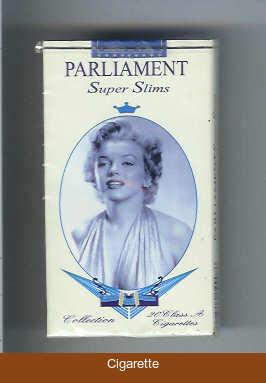 PARLIAMENT
Super Slims
Collection
20 Class A
Cigarettes
Cigarette